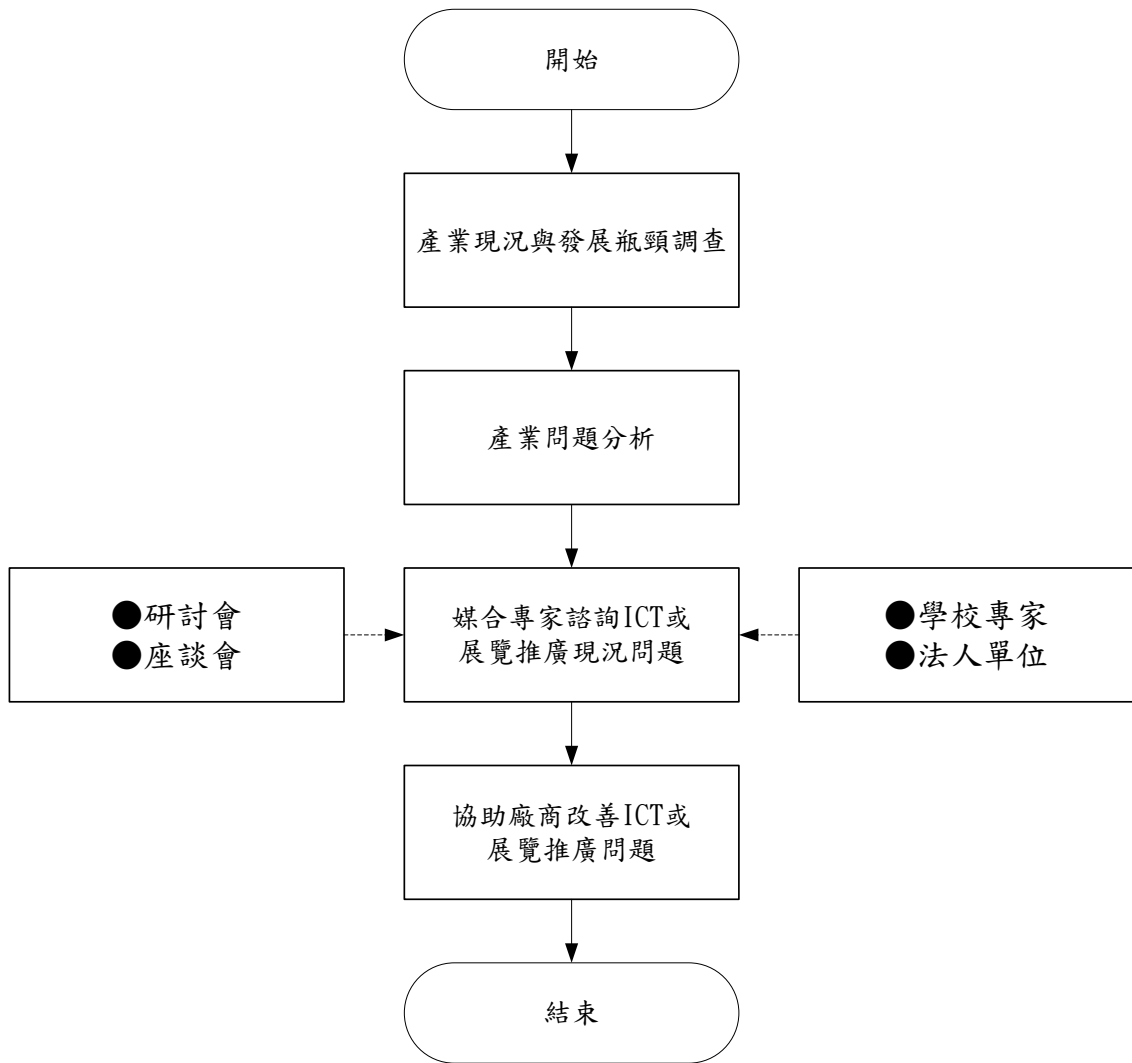 開始
產業現況與發展瓶頸調查
產業問題分析
●研討會
●座談會
媒合專家諮詢ICT或
展覽推廣現況問題
●學校專家
●法人單位
協助廠商改善ICT或
展覽推廣問題
結束